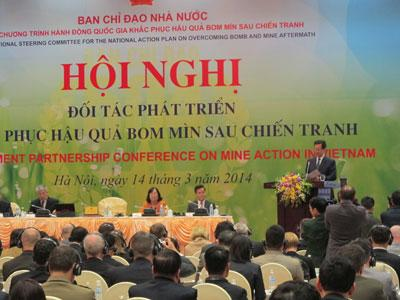 BAN CHỈ ĐẠO NHÀ NƯỚC
CHƯƠNG TRÌNH HÀNH ĐỘNG QUỐC GIA KHẮC PHỤC HẬU QUẢ BOM MÌN SAU CHIẾN TRANH
STEERING COMMITTEE FOR THE NATIONAL ACTION PLAN ON OVERCOMING BOMB AND MINE AFTERMATH
HỘI NGHỊ
ĐỐI TÁC PHÁT TRIỂN
PHỤC HẬU QUẢ BOM MÌN SAU CHIẾN TRANH
MENT PARTNERSHIP CONFERENCE ON MINE ACTION IN VIETNAM
Hà Nội, ngày 14 tháng 3 năm 2014